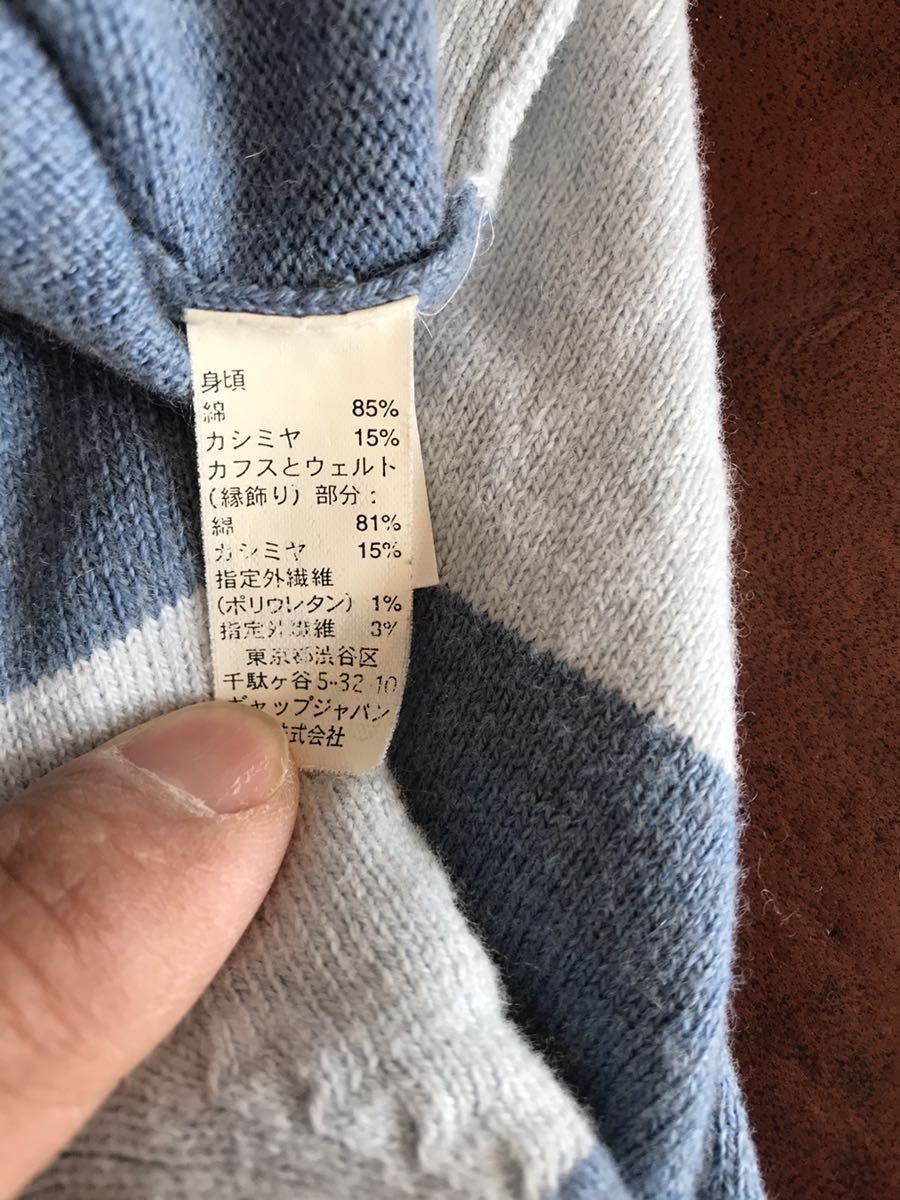 身頃
綿 85%
カシミヤ 15%
カフスとウェルト
(縁飾り) 部分:
綿 81%
カシミヤ 15%
指定外繊維
(ポリウレタン) 1%
指定外繊維 3%
東京都渋谷区
千駄ヶ谷5-32-10
ギャップジャパン
式会社